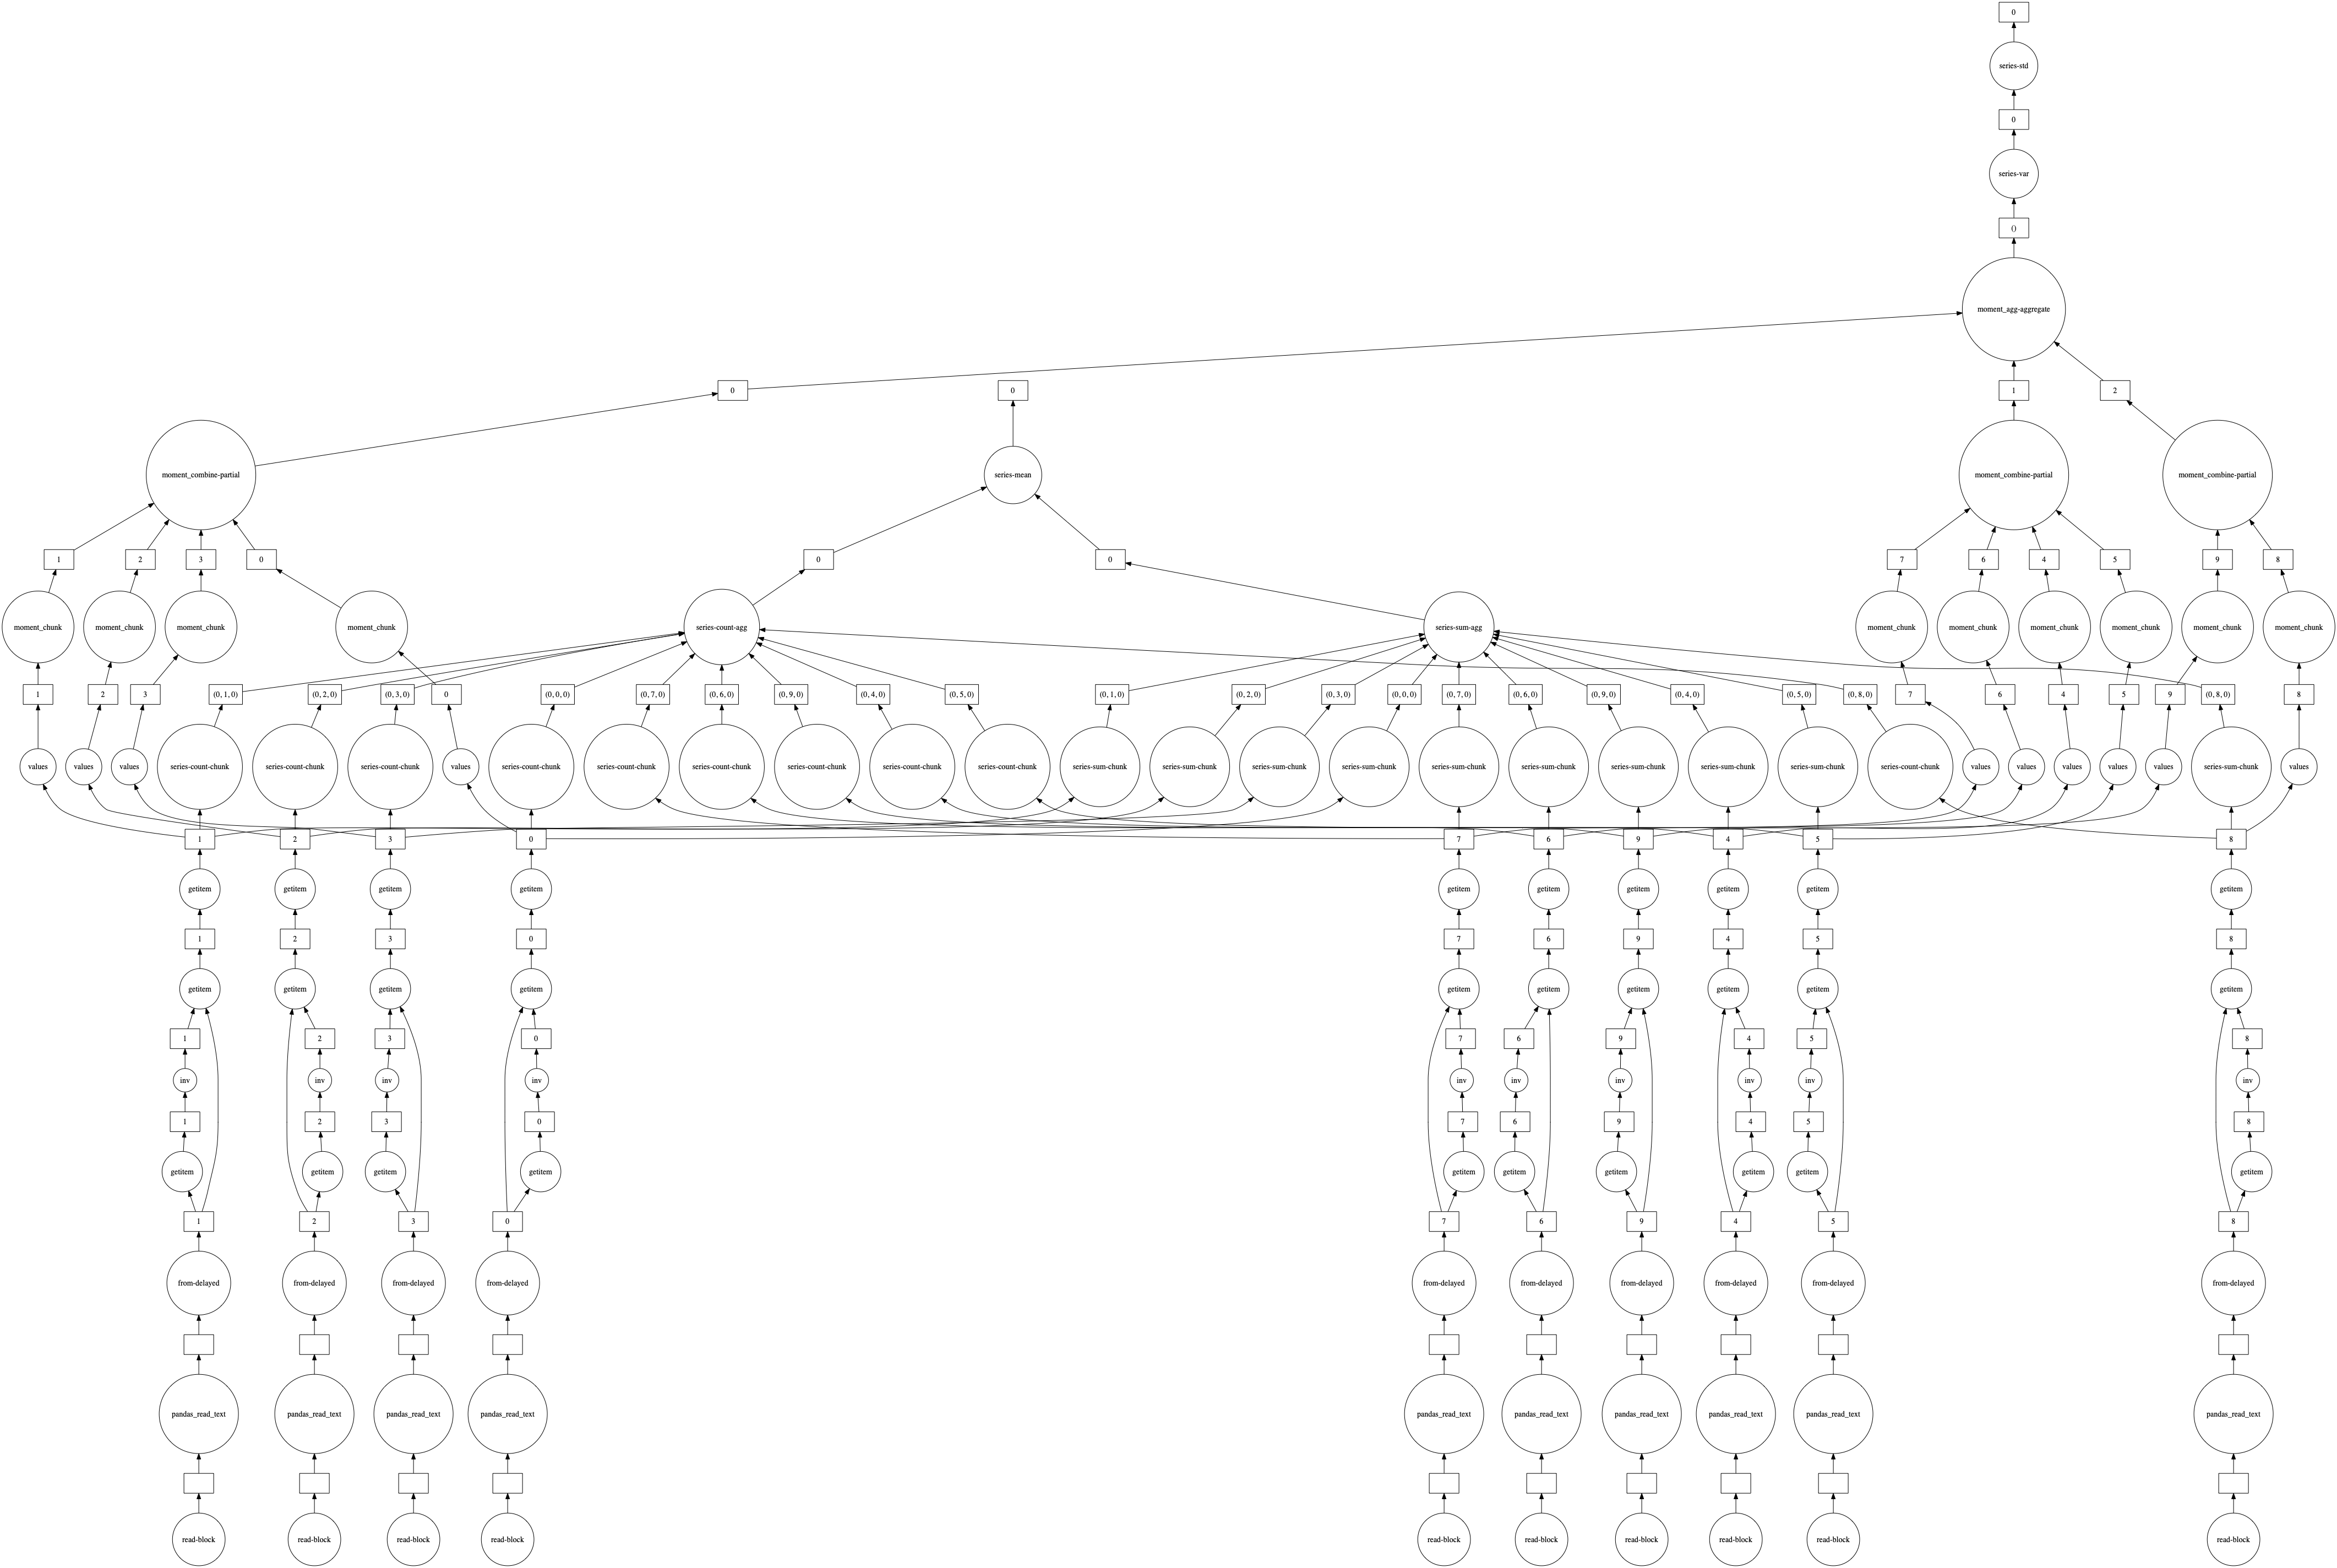 0
series-std
0
series-var
()
moment_agg-aggregate
0 0 1 2
moment_combine-partial series-mean moment_combine-partial moment_combine-partial
1 2 3 0 0 0 7 6 4 5 9 8
moment_chunk moment_chunk moment_chunk moment_chunk series-count-agg series-sum-agg moment_chunk moment_chunk moment_chunk moment_chunk moment_chunk moment_chunk
1 2 3 (0, 1, 0) (0, 2, 0) (0, 3, 0) 0 (0, 0, 0) (0, 7, 0) (0, 6, 0) (0, 9, 0) (0, 4, 0) (0, 5, 0) (0, 1, 0) (0, 2, 0) (0, 3, 0) (0, 0, 0) (0, 7, 0) (0, 6, 0) (0, 9, 0) (0, 4, 0) (0, 5, 0) (0, 8, 0) 7 6 4 5 9 (0, 8, 0) 8
values values values series-count-chunk series-count-chunk series-count-chunk values series-count-chunk series-count-chunk series-count-chunk series-count-chunk series-count-chunk series-count-chunk series-sum-chunk series-sum-chunk series-sum-chunk series-sum-chunk series-sum-chunk series-sum-chunk series-sum-chunk series-sum-chunk series-sum-chunk series-count-chunk values values values values values series-sum-chunk values
1 2 3 0 7 6 9 4 5 8
getitem getitem getitem getitem getitem getitem getitem getitem getitem getitem
1 2 3 0 7 6 9 4 5 8
getitem getitem getitem getitem getitem getitem getitem getitem getitem getitem
1 2 3 0 7 6 9 4 5 8
inv inv inv inv inv inv inv inv inv inv
1 2 3 0 7 6 9 4 5 8
getitem getitem getitem getitem getitem getitem getitem getitem getitem getitem
1 2 3 0 7 6 9 4 5 8
from-delayed from-delayed from-delayed from-delayed from-delayed from-delayed from-delayed from-delayed from-delayed from-delayed
pandas_read_text pandas_read_text pandas_read_text pandas_read_text pandas_read_text pandas_read_text pandas_read_text pandas_read_text pandas_read_text pandas_read_text
read-block read-block read-block read-block read-block read-block read-block read-block read-block read-block